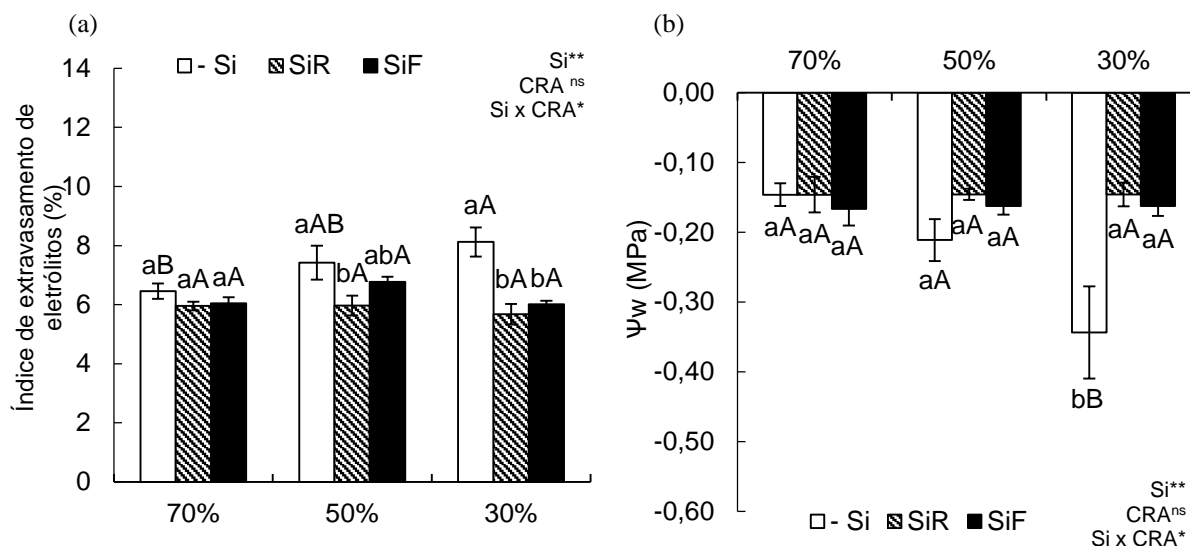 (a)
Índice de extravasamento de
eletrólitos (%)
14
12
10
8
6
4
2
0
- Si SiR SiF
Si**
CRA ns
Si x CRA*
aB aA aA
aAB bA abA
aA bA bA
70% 50% 30%
(b)
70% 50% 30%
Ψw (MPa)
0,00
-0,10
-0,20
-0,30
-0,40
-0,50
-0,60
aA aA aA
aA aA aA
bB aA aA
- Si SiR SiF
Si**
CRAns
Si x CRA*